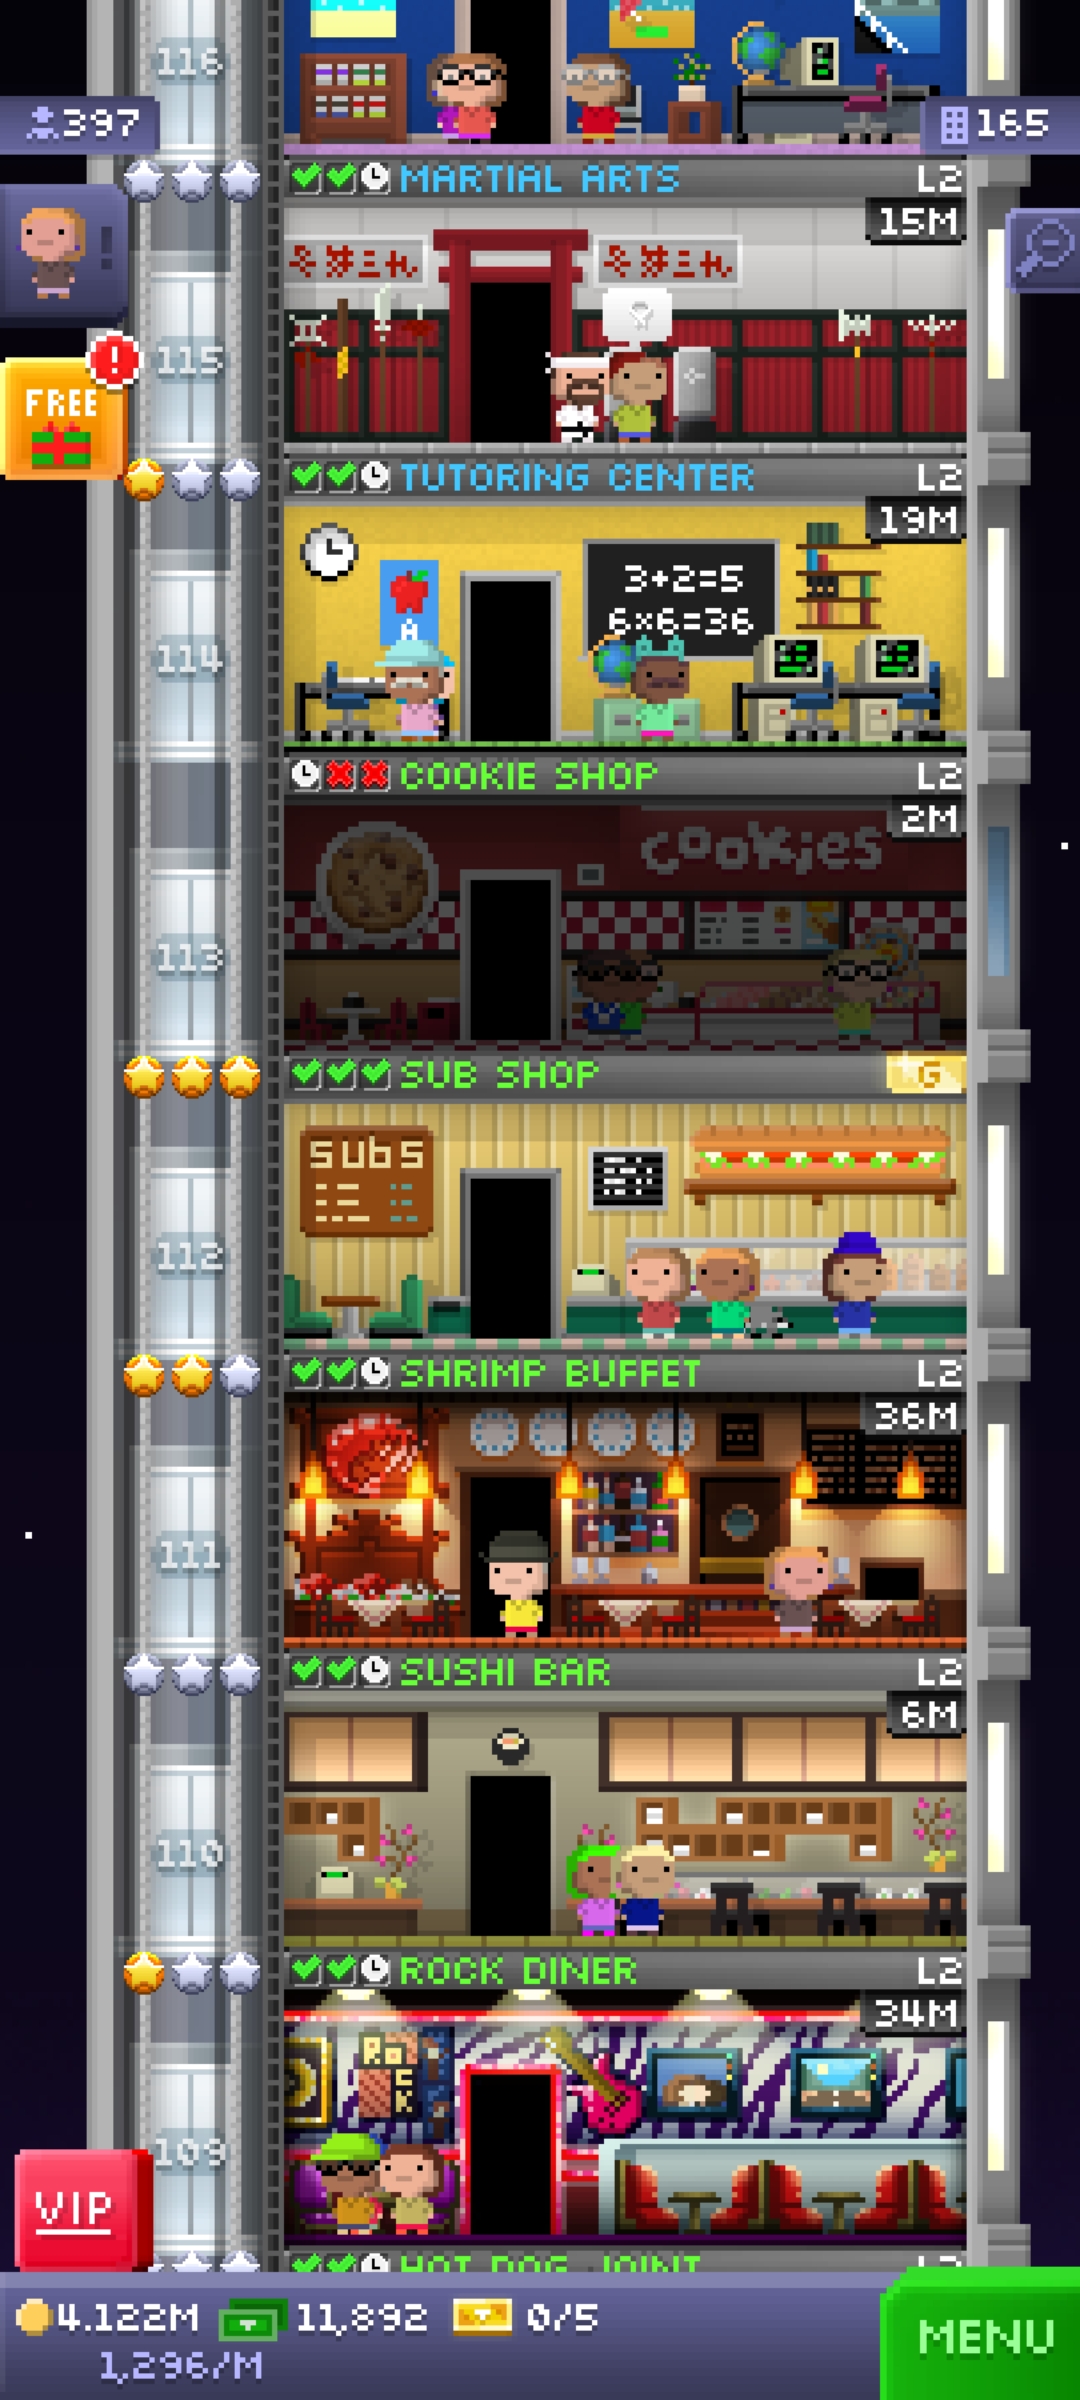 116
397
165
MARTIAL ARTS
L2
15M
115
FREE
!
TUTORING CENTER
L2
19M
3+2=5
6x6=36
A
114
COOKIE SHOP
L2
2M
cookies
113
SUB SHOP
G
subs
112
SHRIMP BUFFET
L2
36M
111
SUSHI BAR
L2
6M
110
ROCK DINER
L2
34M
ROCK
109
VIP
HOT DOG JOINT
L2
4.122M
11,892
0/5
1,296/M
MENU